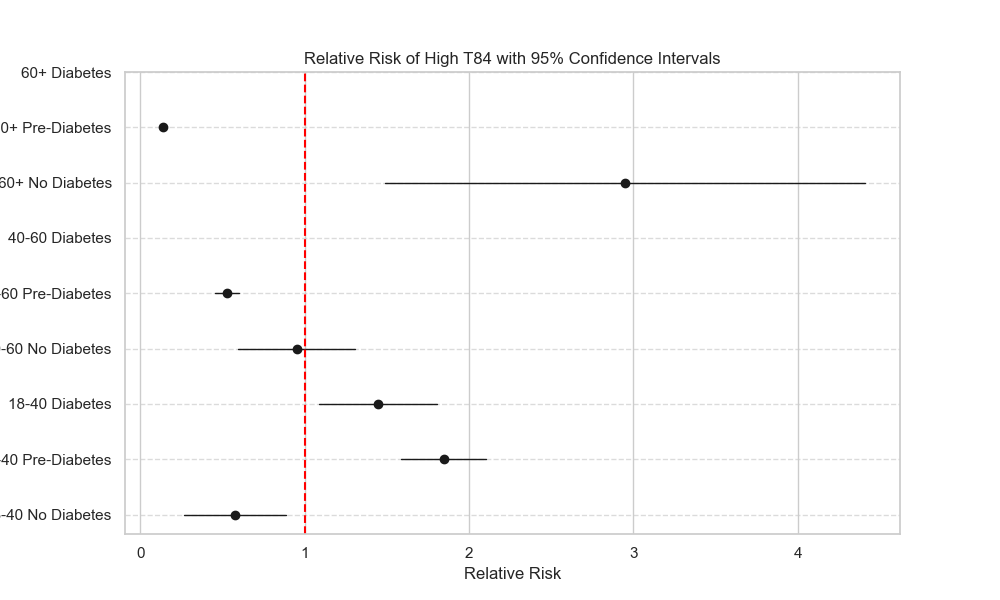 Relative Risk of High T84 with 95% Confidence Intervals
60+ Diabetes
0+ Pre-Diabetes
60+ No Diabetes
40-60 Diabetes
-60 Pre-Diabetes
-60 No Diabetes
18-40 Diabetes
-40 Pre-Diabetes
-40 No Diabetes
0 1 2 3 4
Relative Risk